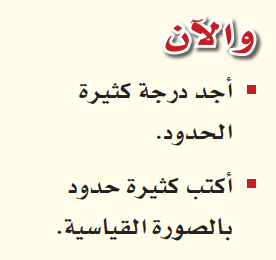 والآن
أجد درجة كثيرة
الحدود.
أكتب كثيرة حدود
بالصورة القياسية.